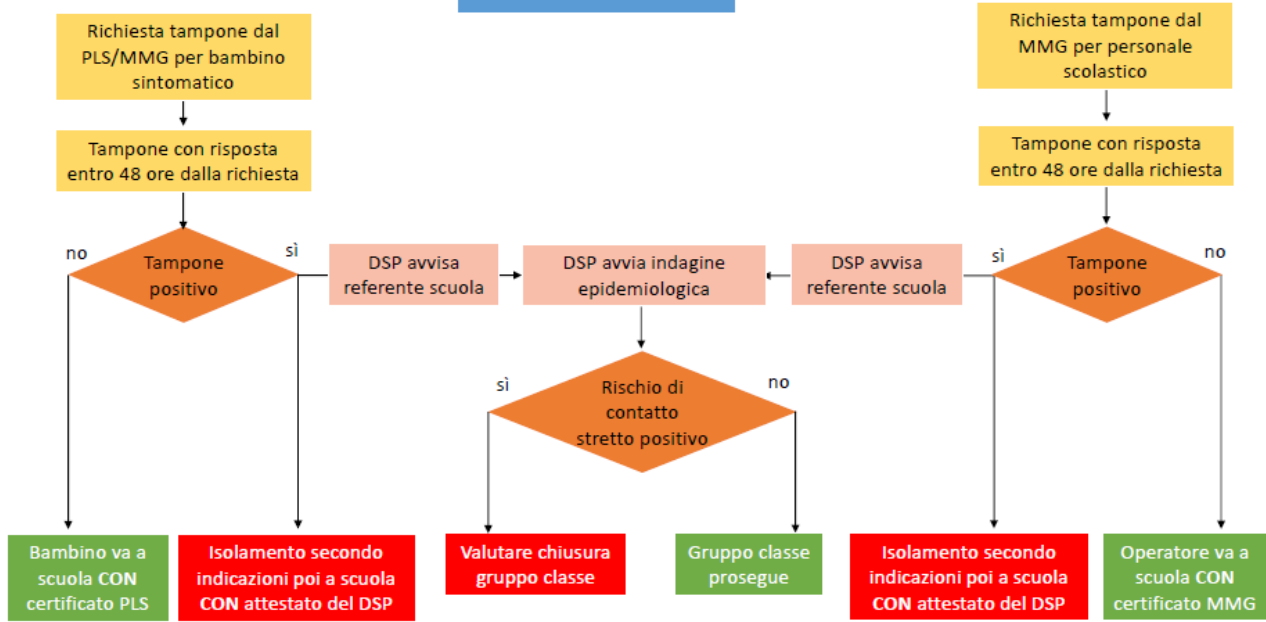 Richiesta tampone dal
PLS/MMG per bambino
sintomatico
Richiesta tampone dal
MMG per personale
scolastico
Tampone con risposta
entro 48 ore dalla richiesta
Tampone con risposta
entro 48 ore dalla richiesta
no
Tampone
positivo
sì
DSP avvisa
referente scuola
DSP avvia indagine
epidemiologica
DSP avvisa
referente scuola
sì
Tampone
positivo
no
sì
Rischio di
contatto
stretto positivo
no
Bambino va a
scuola CON
certificato PLS
Isolamento secondo
indicazioni poi a scuola
CON attestato del DSP
Valutare chiusura
gruppo classe
Gruppo classe
prosegue
Isolamento secondo
indicazioni poi a scuola
CON attestato del DSP
Operatore va a
scuola CON
certificato MMG